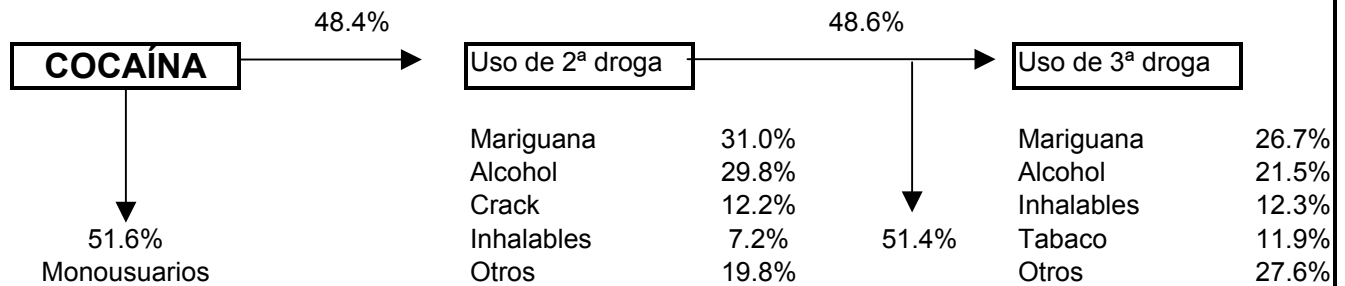 48.4% 48.6%
COCAÍNA Uso de 2ª droga Uso de 3ª droga
Mariguana 31.0% Mariguana 26.7%
Alcohol 29.8% Alcohol 21.5%
Crack 12.2% Inhalables 12.3%
51.6% Inhalables 7.2% 51.4% Tabaco 11.9%
Monousuarios Otros 19.8% Otros 27.6%